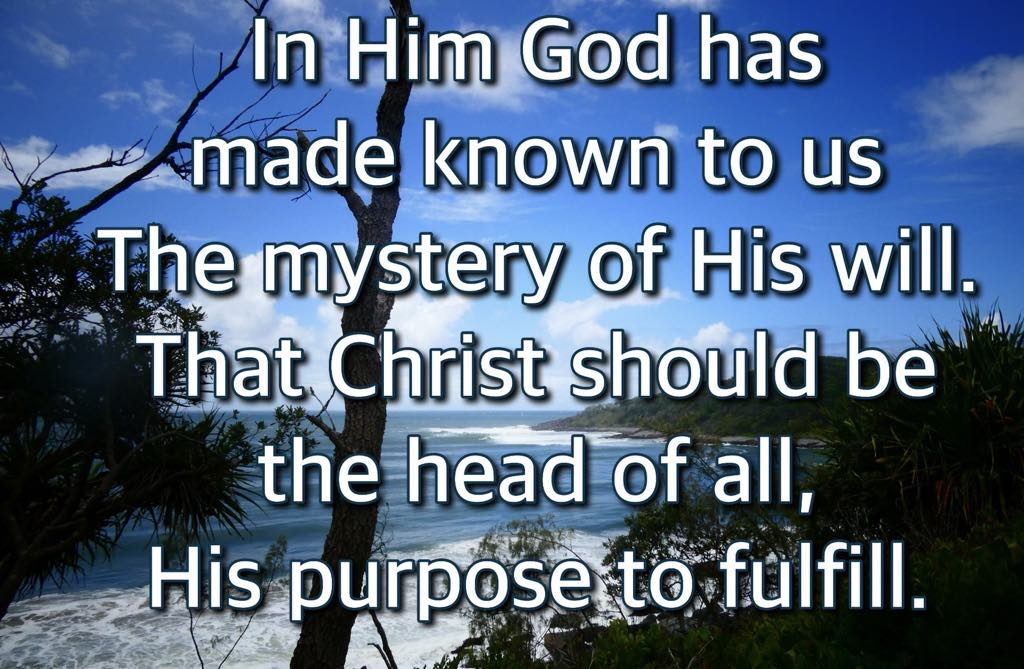 In Him God has
made known to us
The mystery of His will.
That Christ should be
the head of all,
His purpose to fulfill.